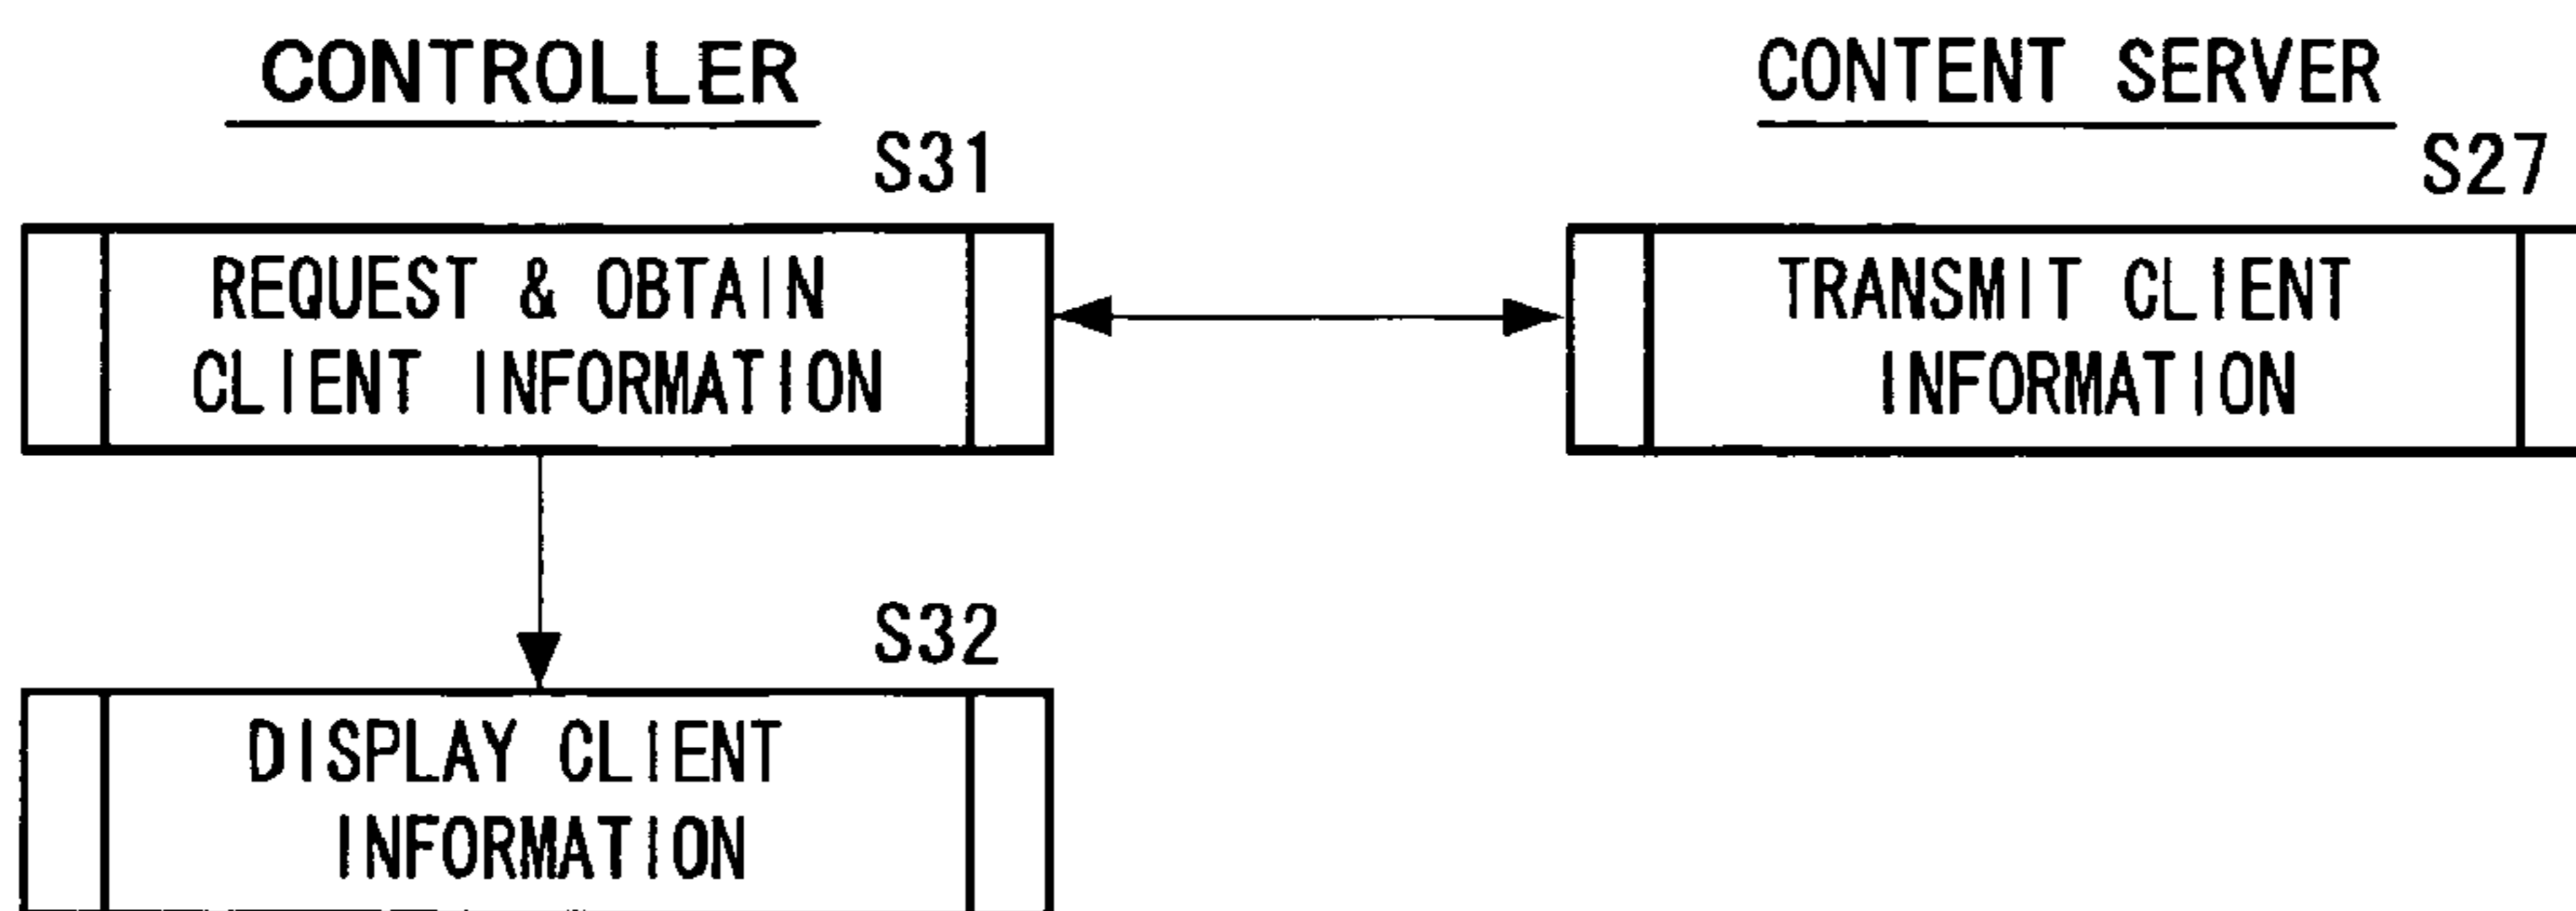 CONTROLLER
CONTENT SERVER
S31
S27
REQUEST & OBTAIN
CLIENT INFORMATION
TRANSMIT CLIENT
INFORMATION
S32
DISPLAY CLIENT
INFORMATION